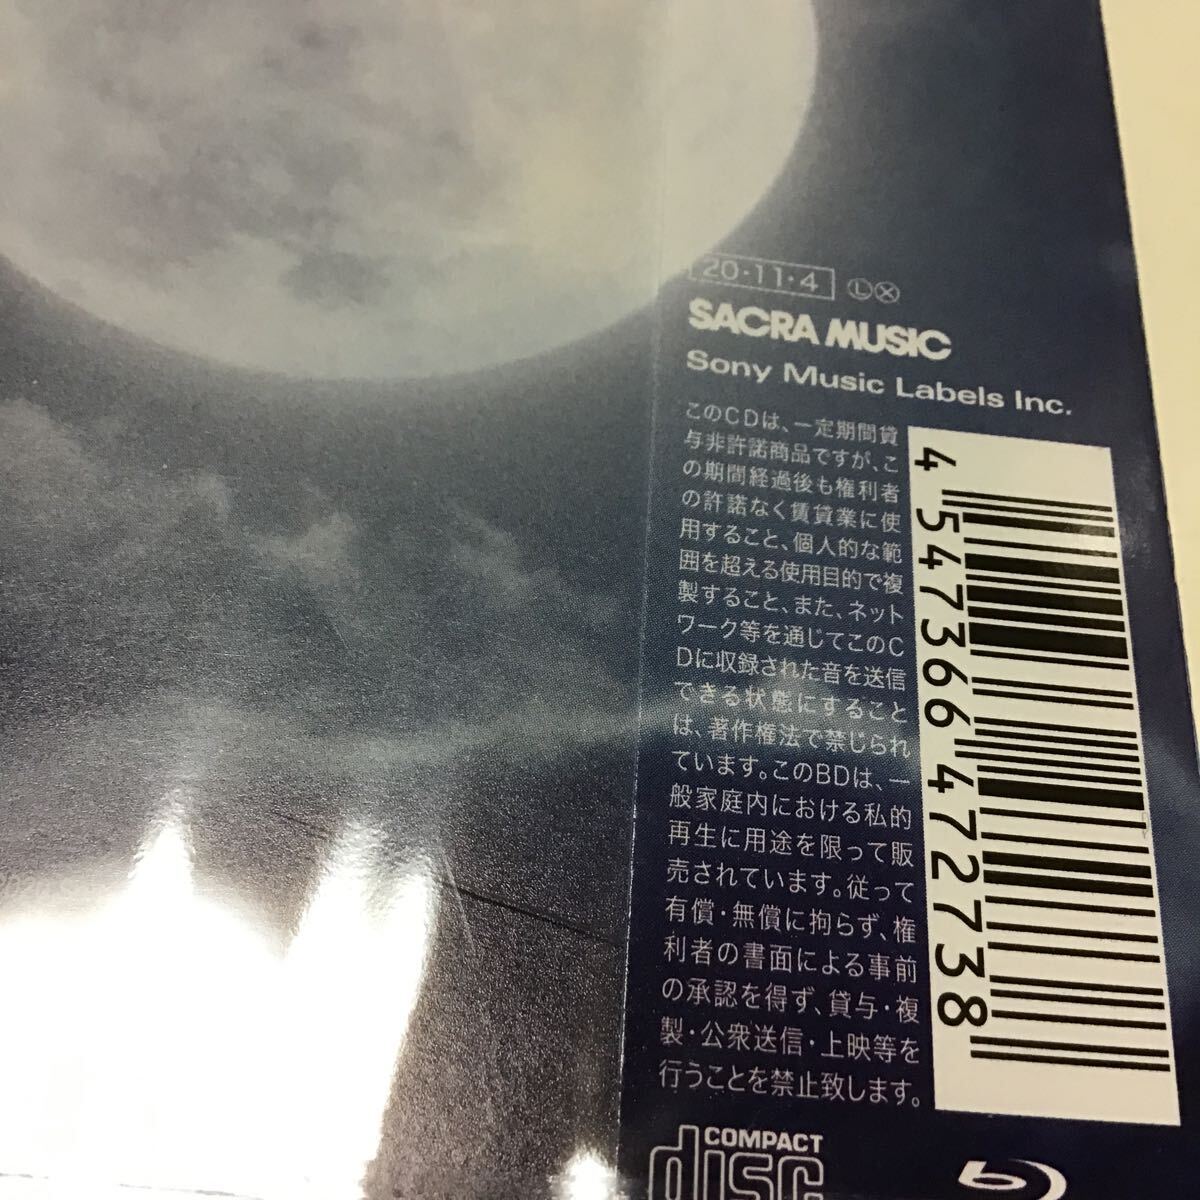 20・11・4 Ⓛ Ⓧ
SACRA MUSIC
Sony Music Labels Inc.
このCDは、一定期間貸
与非許諾商品ですが、こ
の期間経過後も権利者
の許諾なく賃貸業に使
用すること、個人的な範
囲を超える使用目的で複
製すること、また、ネット
ワーク等を通じてこのC
Dに収録された音を送信
できる状態にすること
は、著作権法で禁じられ
ています。このBDは、一
般家庭内における私的
再生に用途を限って販
売されています。従って
有償・無償に拘らず、権
利者の書面による事前
の承認を得ず、貸与・複
製・公衆送信・上映等を
行うことを禁止致します。
4 547366 472738
COMPACT
disc